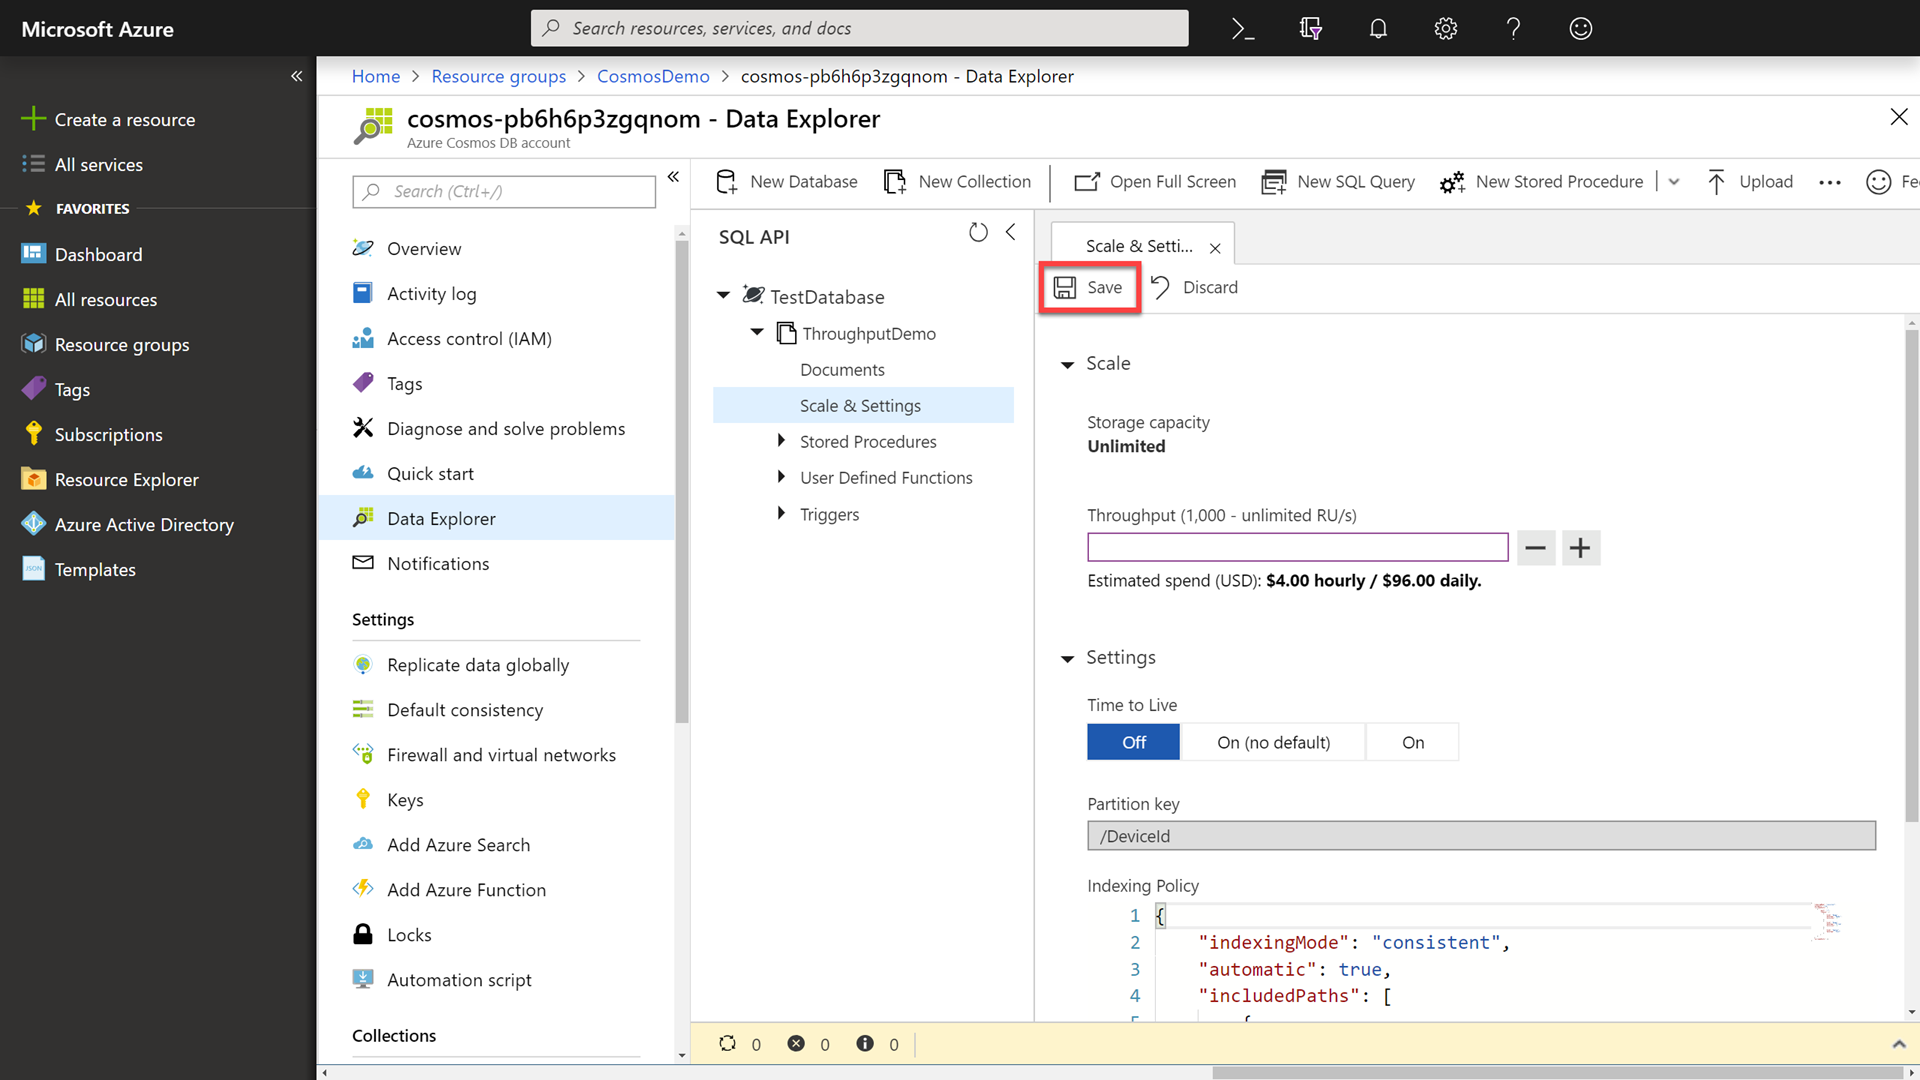 Microsoft Azure
Search resources, services, and docs
Create a resource
All services
FAVORITES
Dashboard
All resources
Resource groups
Tags
Subscriptions
Resource Explorer
Azure Active Directory
Templates
Home > Resource groups > CosmosDemo > cosmos-pb6h6p3zgqnom - Data Explorer
cosmos-pb6h6p3zgqnom - Data Explorer
Azure Cosmos DB account
Search (Ctrl+/)
Overview
Activity log
Access control (IAM)
Tags
Diagnose and solve problems
Quick start
Data Explorer
Notifications
Settings
Replicate data globally
Default consistency
Firewall and virtual networks
Keys
Add Azure Search
Add Azure Function
Locks
Automation script
Collections
New Database
New Collection
Open Full Screen
New SQL Query
New Stored Procedure
Upload
Fe
SQL API
TestDatabase
ThroughputDemo
Documents
Scale & Settings
Stored Procedures
User Defined Functions
Triggers
Scale & Setti...
Save
Discard
Scale
Storage capacity
Unlimited
Throughput (1,000 - unlimited RU/s)
Estimated spend (USD): $4.00 hourly / $96.00 daily.
Settings
Time to Live
Off
On (no default)
On
Partition key
/DeviceId
Indexing Policy
1 {
2 "indexingMode": "consistent",
3 "automatic": true,
4 "includedPaths": [
5 {
0 0 0